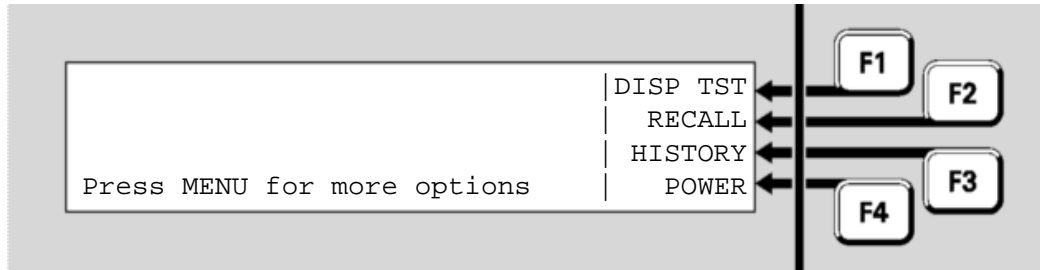 |DISP TST
| RECALL
| HISTORY
Press MENU for more options | POWER
F1
F2
F3
F4